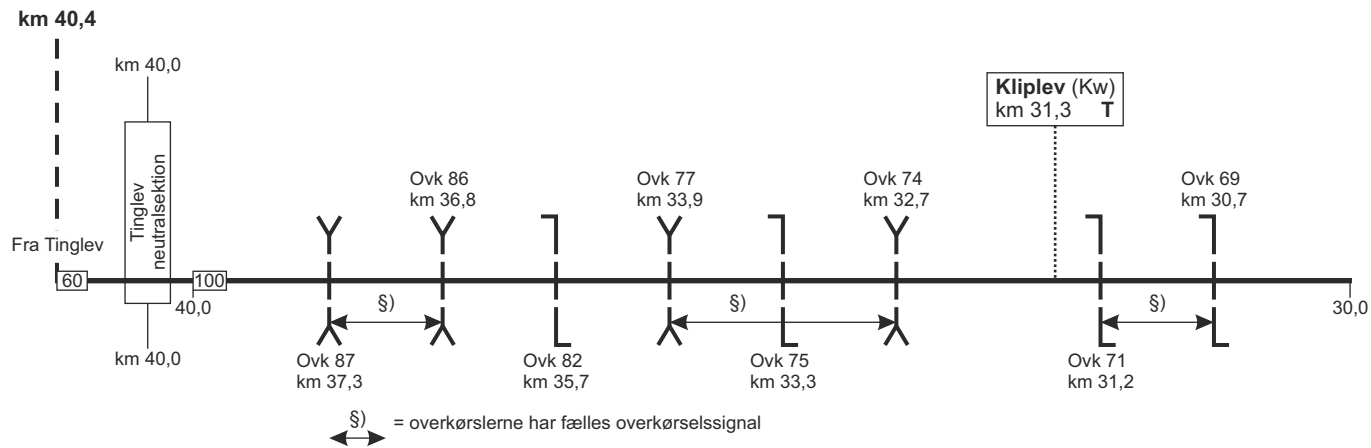 km 40,4
km 40,0
Kliplev (Kw)
km 31,3 T
Ovk 86
km 36,8
Ovk 77
km 33,9
Ovk 74
km 32,7
Ovk 69
km 30,7
Tinglev
neutralsektion
Fra Tinglev
60
100
40,0
30,0
§)
§)
§)
km 40,0
Ovk 87
km 37,3
Ovk 82
km 35,7
Ovk 75
km 33,3
Ovk 71
km 31,2
§) = overkørslerne har fælles overkørselssignal